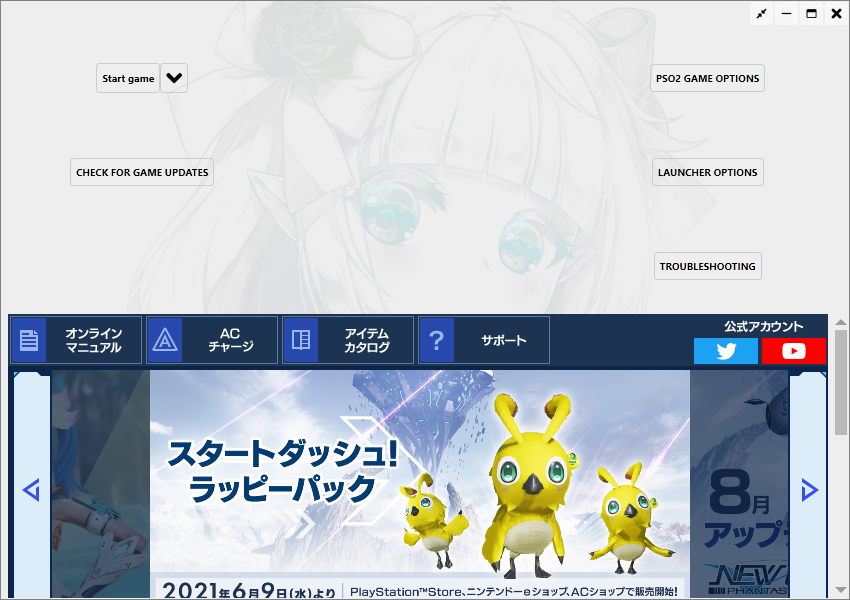 Start game
PSO2 GAME OPTIONS
CHECK FOR GAME UPDATES
LAUNCHER OPTIONS
TROUBLESHOOTING
オンライン
マニュアル
AC
チャージ
アイテム
カタログ
?
サポート
公式アカウント
スタートダッシュ!
ラッピーパック
8月
アップデ
NEW
PHANTAS
2021年6月9日(水)より
PlayStation™Store、ニンテンドーeショップ、ACショップで販売開始!